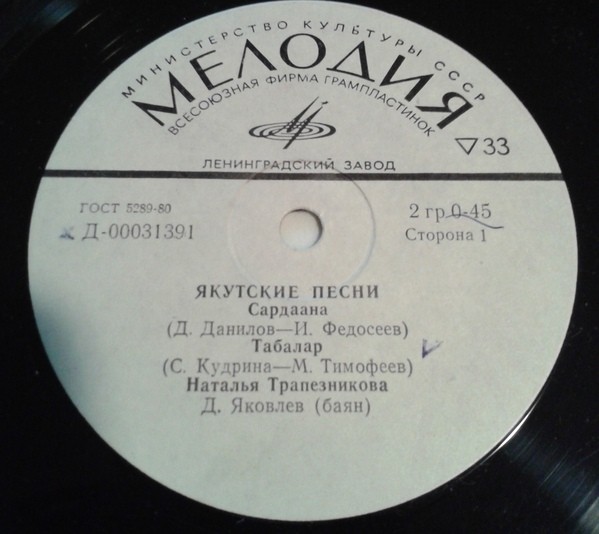 МИНИСТЕРСТВО КУЛЬТУРЫ СССР
МЕЛОДИЯ
ВСЕСОЮЗНАЯ ФИРМА ГРАМПЛАСТИНОК
33
ЛЕНИНГРАДСКИЙ ЗАВОД
ГОСТ 5289-80
2 гр. 0-45
Д-00031391
Сторона 1
ЯКУТСКИЕ ПЕСНИ
Сардаана
(Д. Данилов—И. Федосеев)
Табалар
(С. Кудрина—М. Тимофеев)
Наталья Трапезникова
Д. Яковлев (баян)